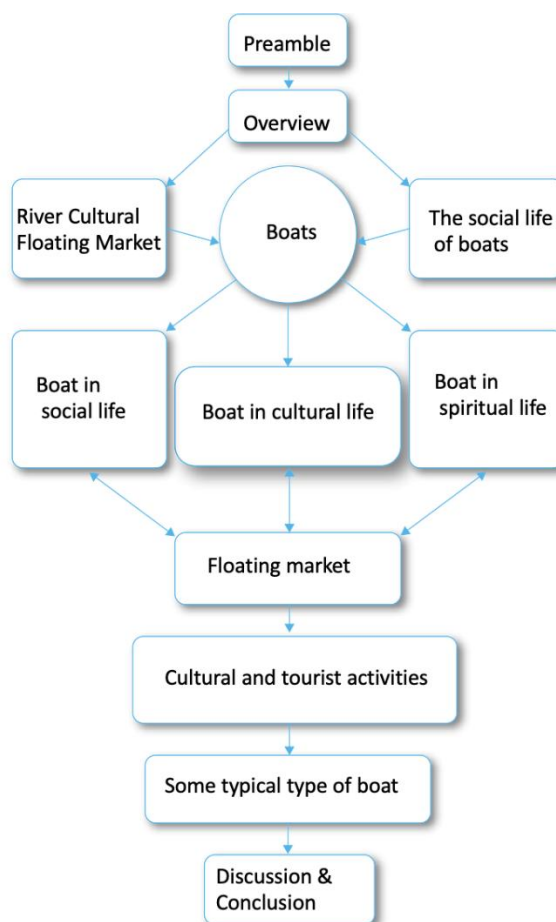 Preamble
Overview
River Cultural
Floating Market
Boats
The social life
of boats
Boat in
social life
Boat in cultural life
Boat in
spiritual life
Floating market
Cultural and tourist activities
Some typical type of boat
Discussion &
Conclusion